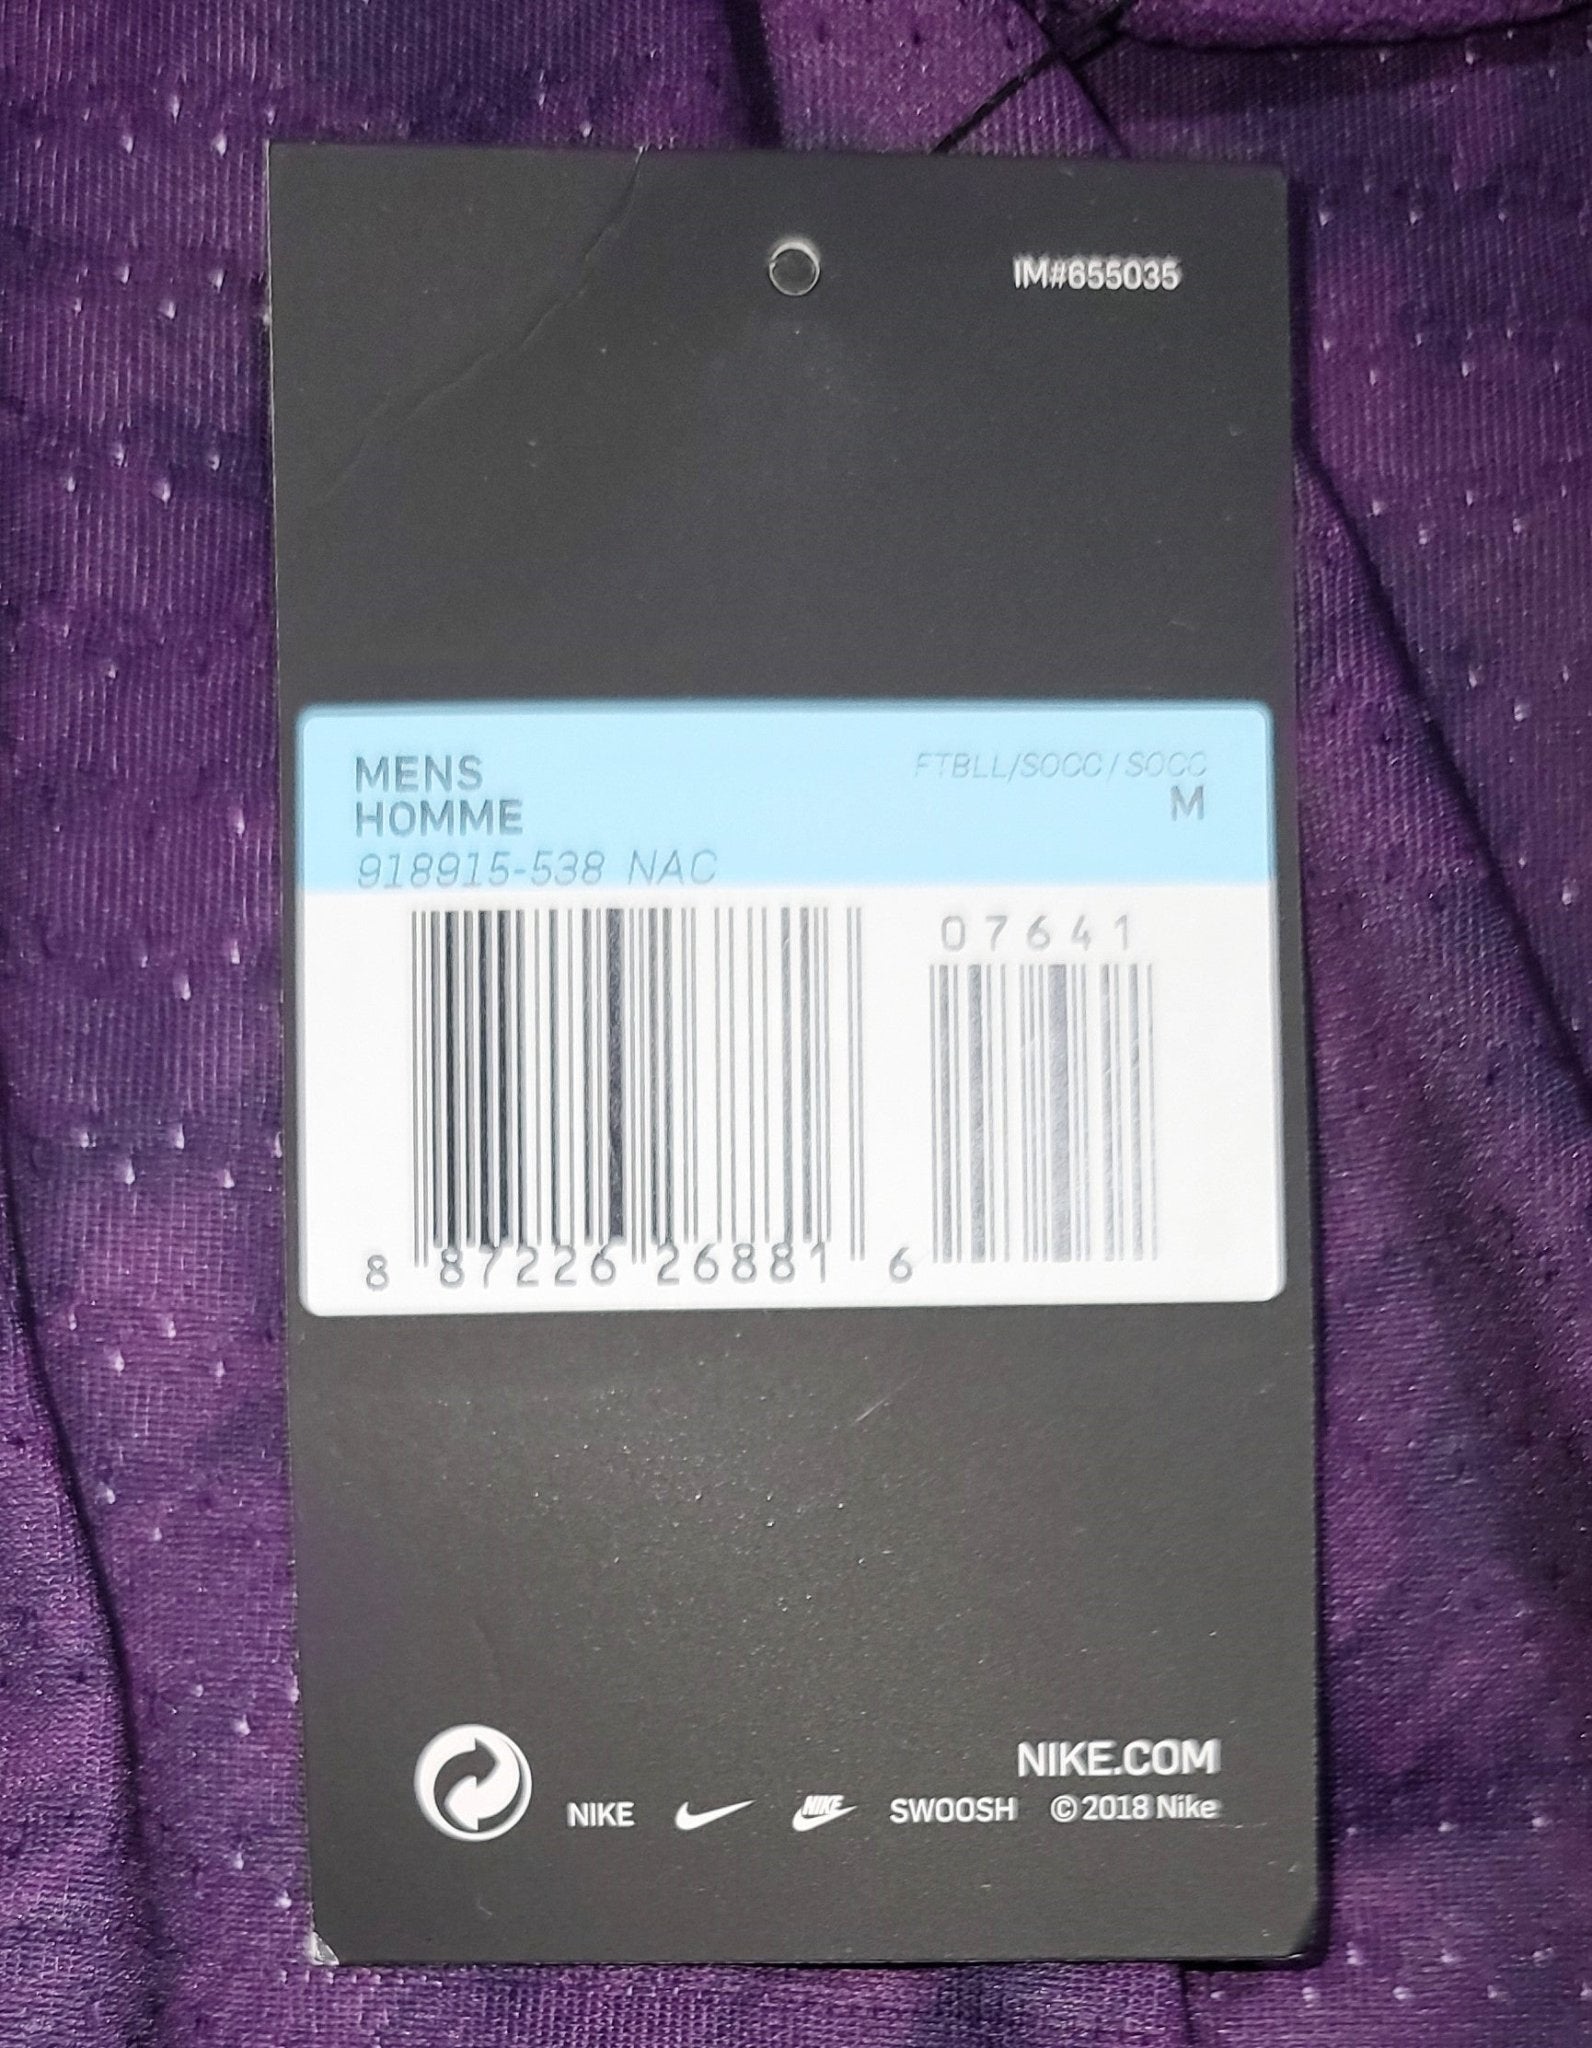 IM#655035
MENS
HOMME
FTBLL/SOCC/SOCC
M
918915-538 NAC
07641
8 87226 26881 6
NIKE.COM
NIKE NIKE SWOOSH © 2018 Nike